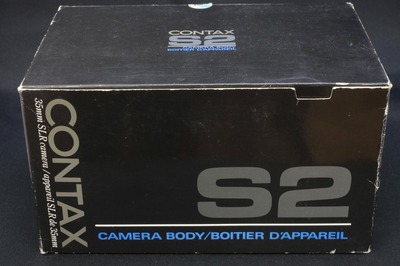 CONTAX
S2
CAMERA BODY
BOITIER D'APPAREIL
CONTAX
35mm SLR camera / appareil SLR de 35mm
S2
CAMERA BODY/BOITIER D'APPAREIL